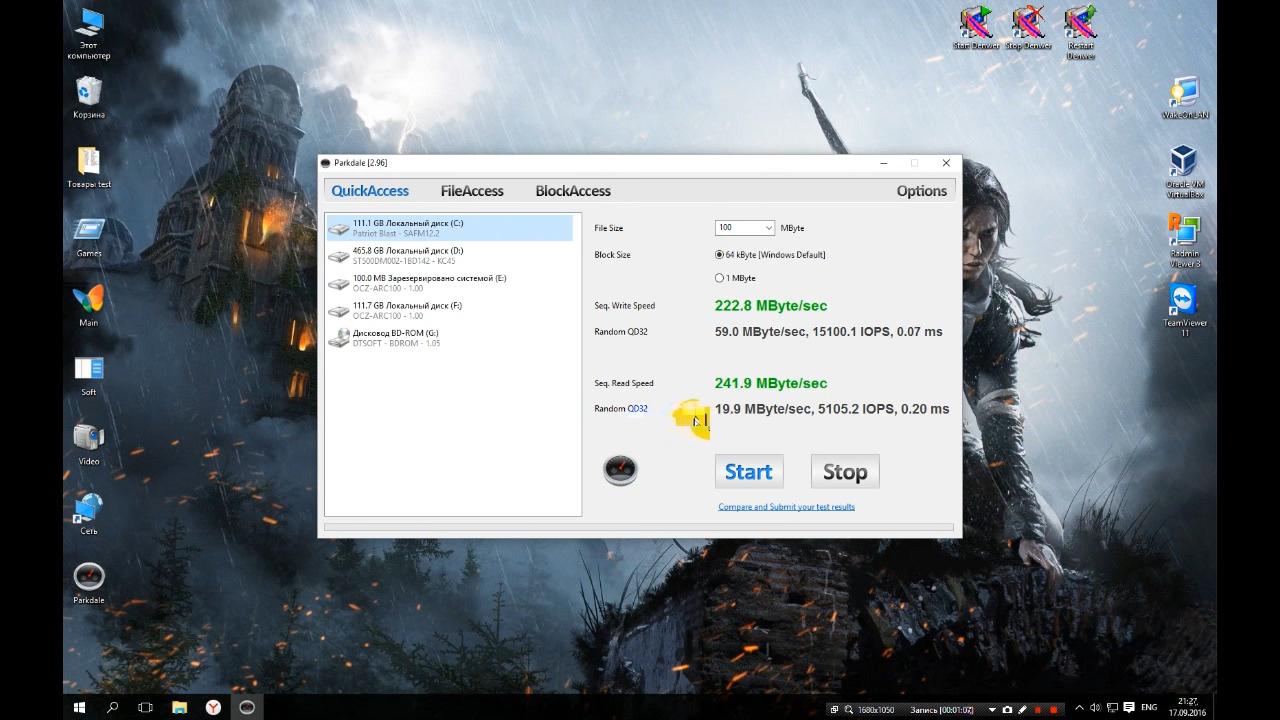 Этот
компьютер
Корзина
Товары test
Games
Main
Soft
Video
Сеть
Parkdale
Start Denwer
Stop Denwer
Restart
Denwer
WakeOnLAN
Oracle VM
VirtualBox
Radmin
Viewer 3
TeamViewer
11
Parkdale [2.96]
QuickAccess
FileAccess
BlockAccess
Options
111.1 GB Локальный диск (C:)
Patriot Blast - SAFM12.2
465.8 GB Локальный диск (D:)
ST500DM002-1BD142 - KC45
100.0 MB Зарезервировано системой (E:)
OCZ-ARC100 - 1.00
111.7 GB Локальный диск (F:)
OCZ-ARC100 - 1.00
Дисковод BD-ROM (G:)
DTSOFT - BDROM - 1.05
File Size 100 MByte
Block Size 64 kByte [Windows Default]
1 MByte
Seq. Write Speed 222.8 MByte/sec
Random QD32 59.0 MByte/sec, 15100.1 IOPS, 0.07 ms
Seq. Read Speed 241.9 MByte/sec
Random QD32 19.9 MByte/sec, 5105.2 IOPS, 0.20 ms
Start Stop
Compare and Submit your test results
1680x1050 Запись [00:01:07]
ENG
21:27
17.09.2016